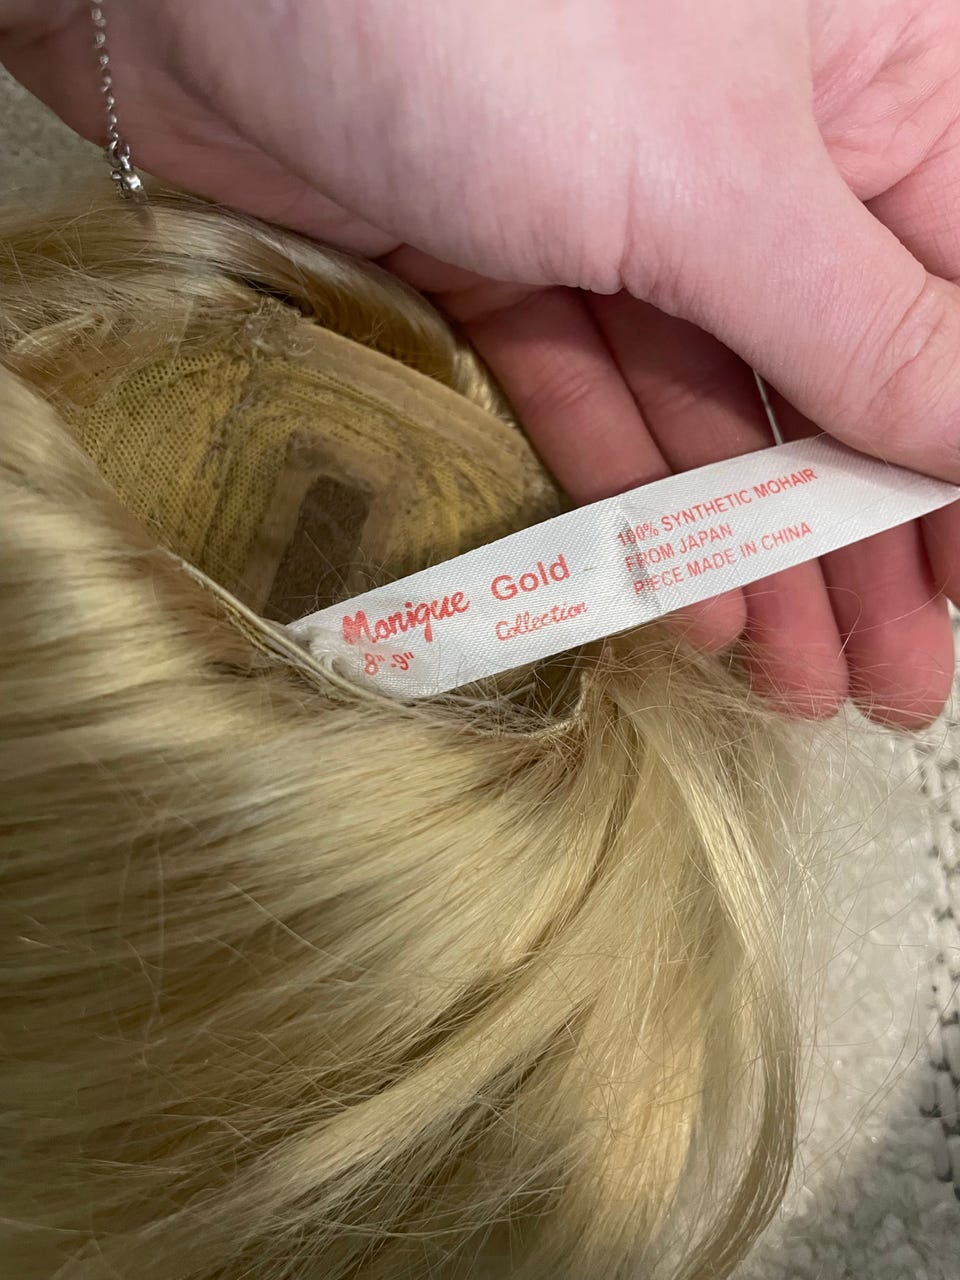 Monique Gold
8"-9" Collection
100% SYNTHETIC MOHAIR
FROM JAPAN
PIECE MADE IN CHINA